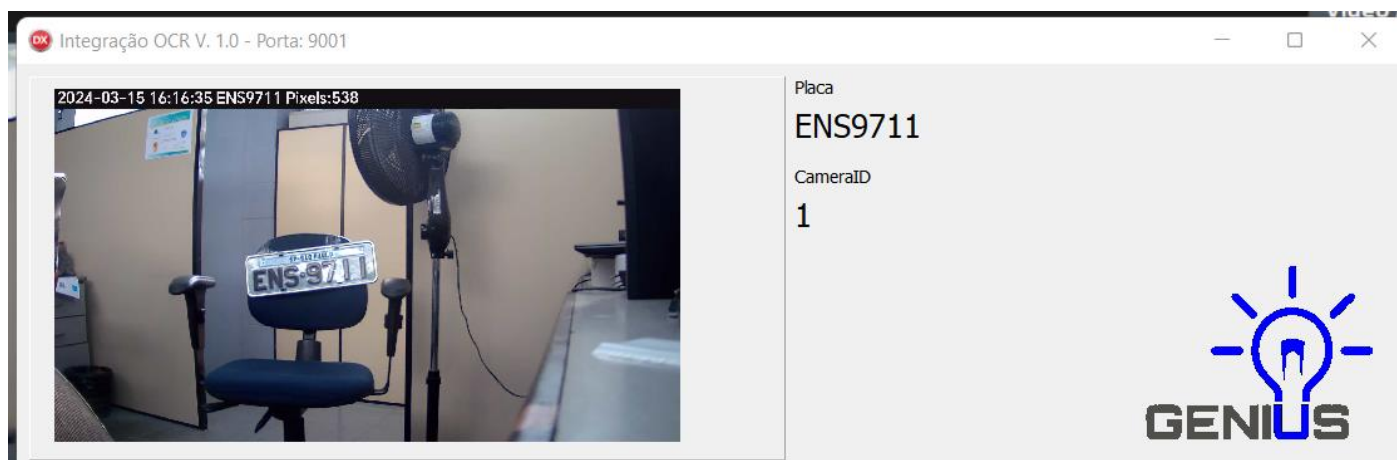 Integração OCR V. 1.0 - Porta: 9001
2024-03-15 16:16:35 ENS9711 Pixels:538
ENS-9711
Placa
ENS9711
CameraID
1
GENIUS